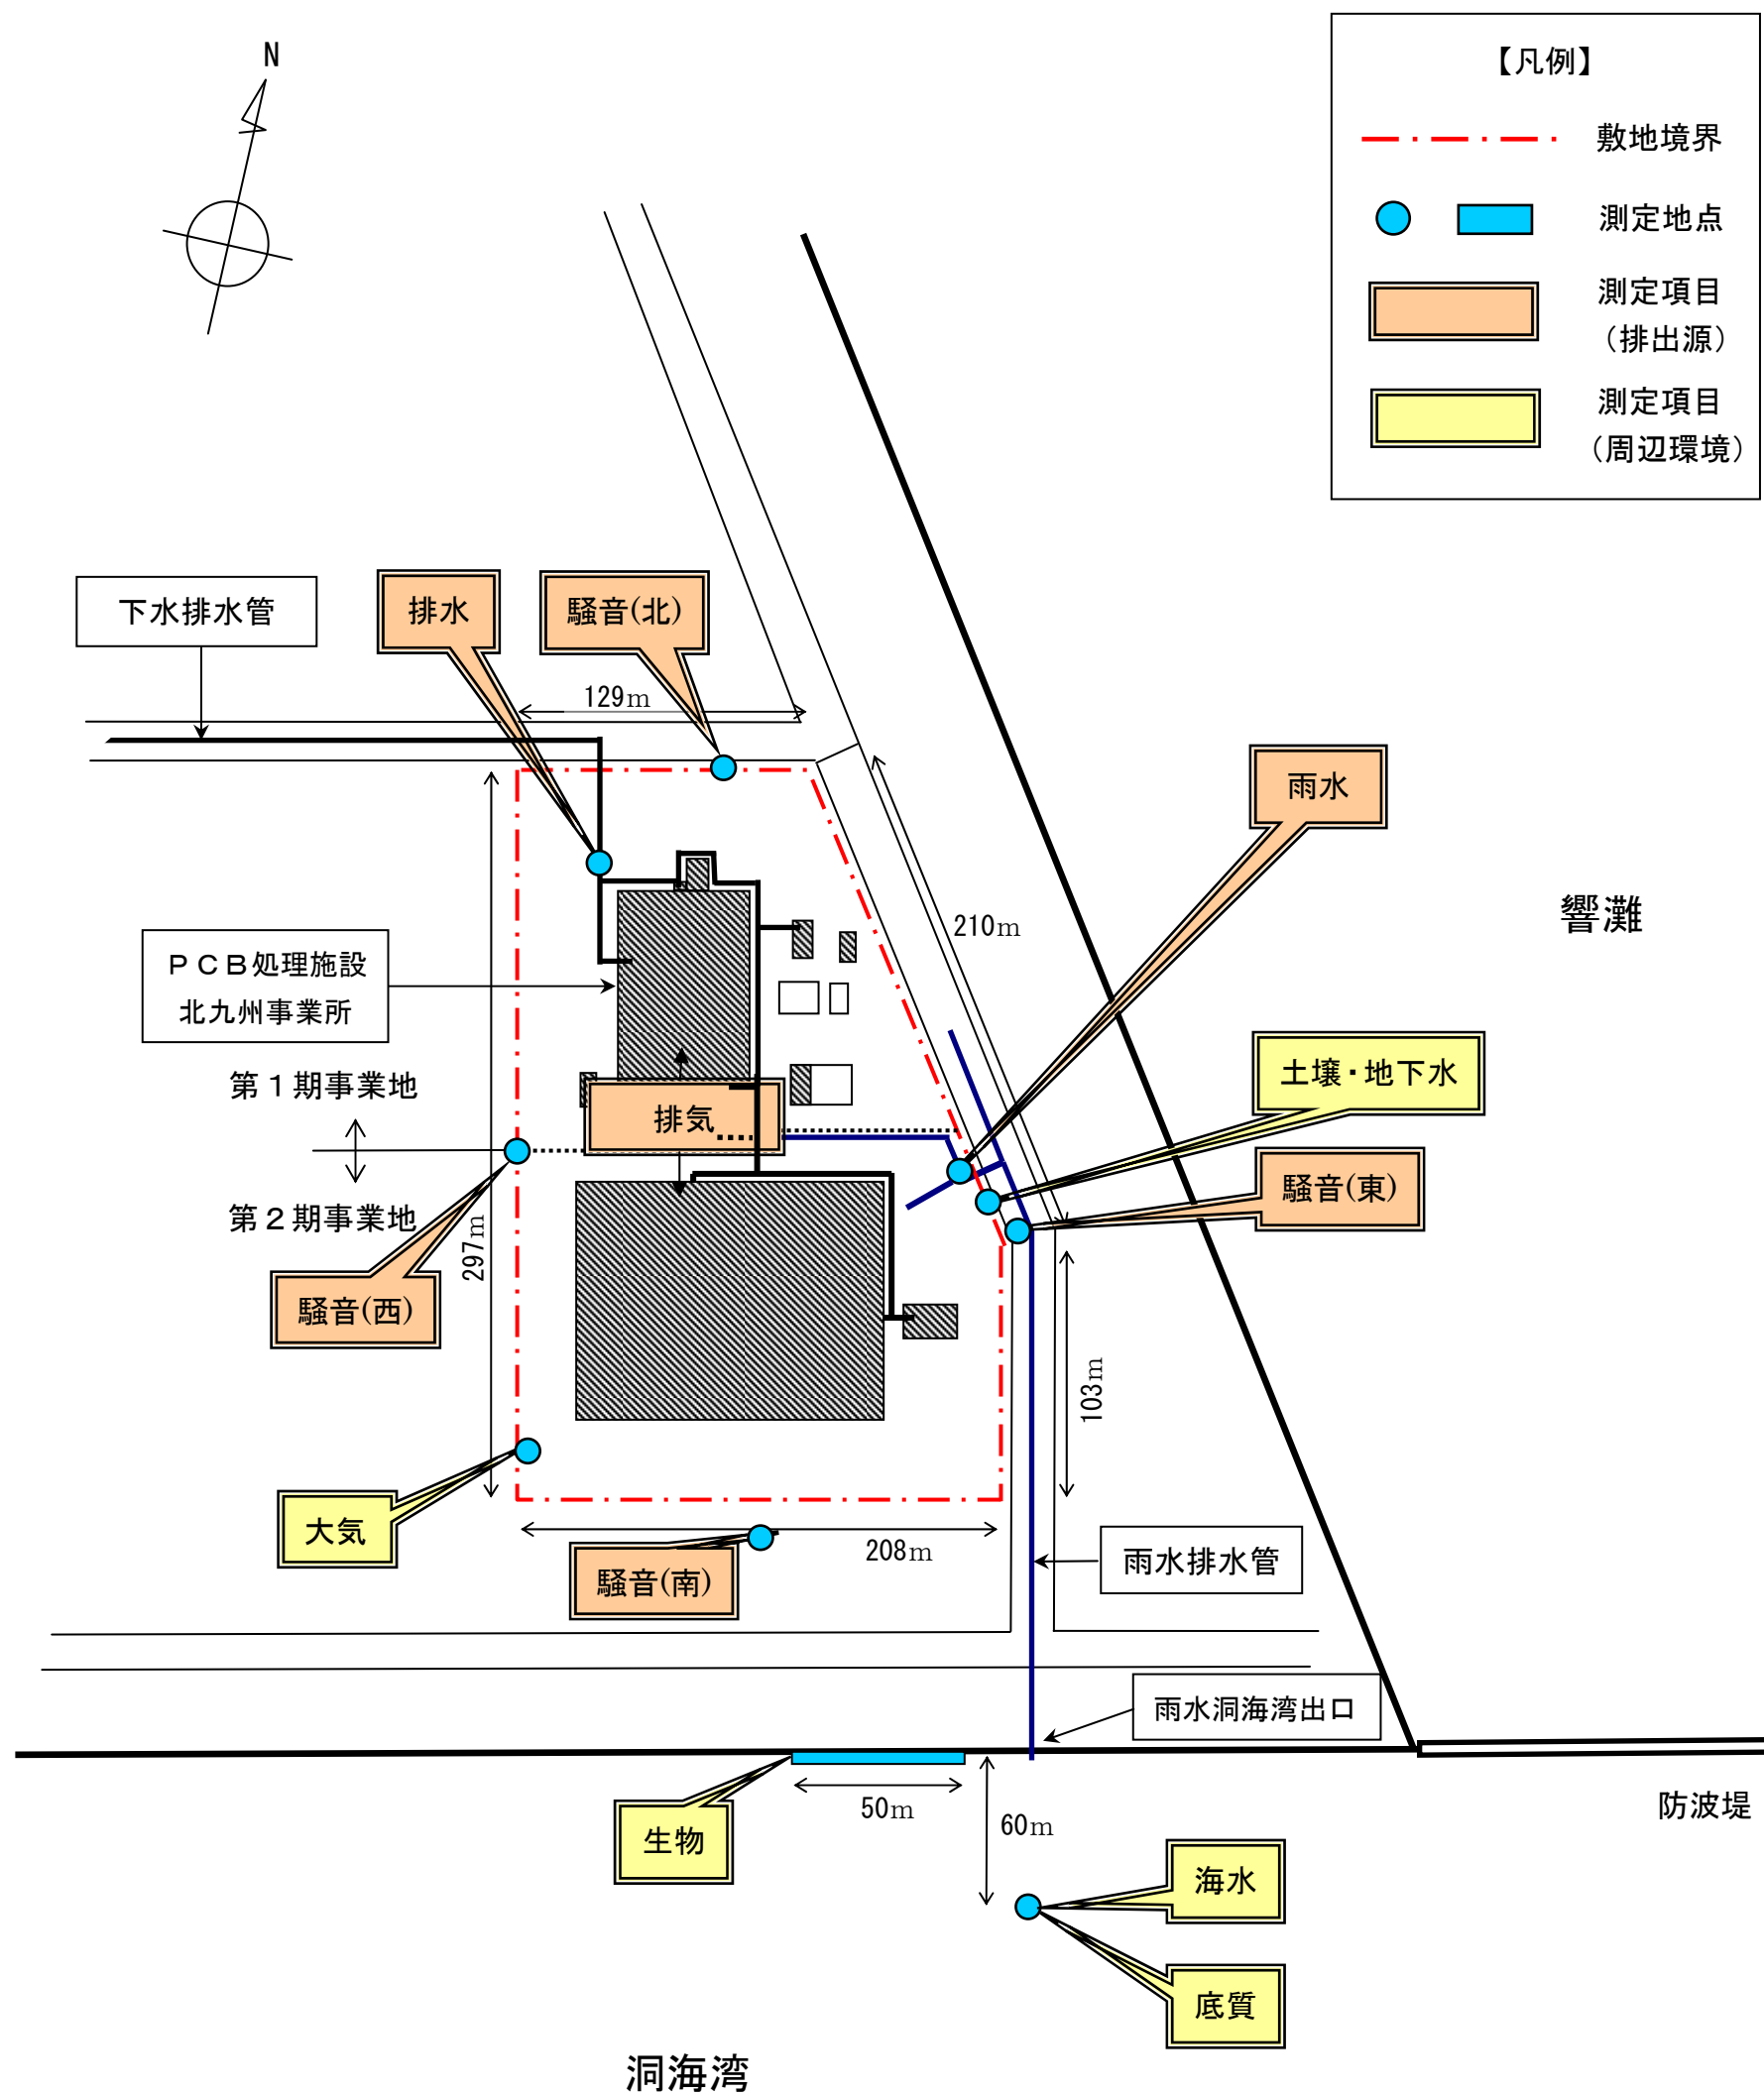 N
【凡例】
敷地境界
測定地点
測定項目
（排出源）
測定項目
（周辺環境）
下水排水管
排水
騒音(北)
129m
雨水
210m
響灘
ＰＣＢ処理施設
北九州事業所
第１期事業地
排気
土壌・地下水
騒音(東)
第２期事業地
297m
騒音(西)
103m
大気
208m
騒音(南)
雨水排水管
雨水洞海湾出口
50m
60m
防波堤
生物
海水
底質
洞海湾